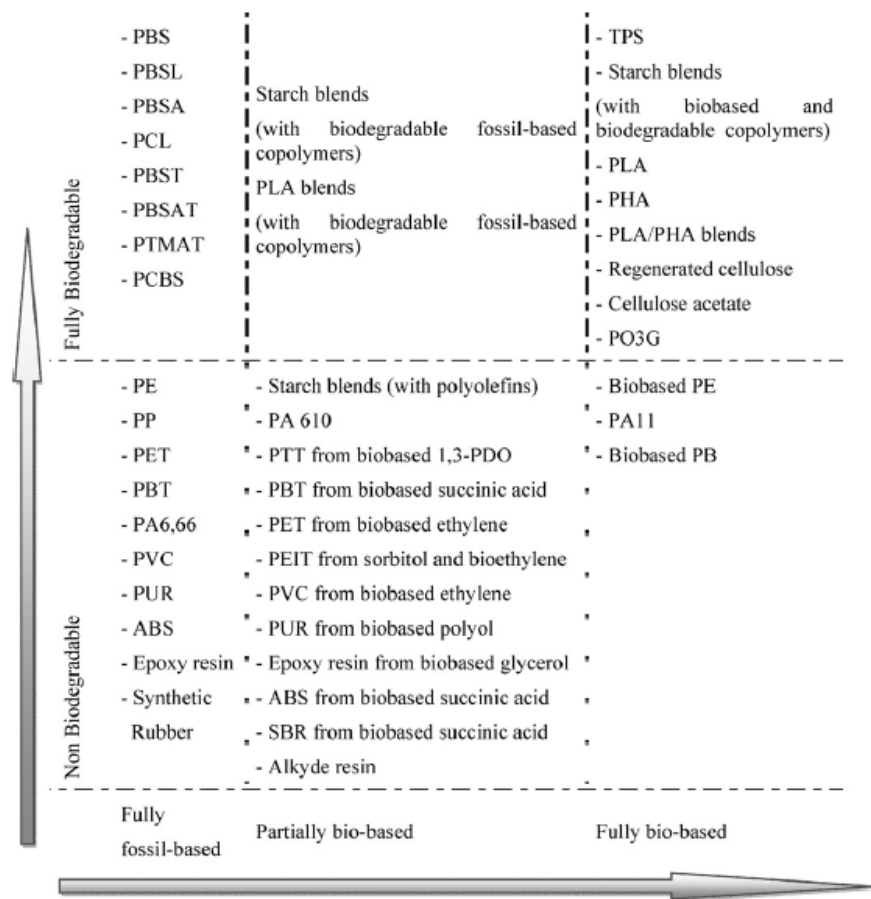 Fully Biodegradable
- PBS
- PBSL
- PBSA
- PCL
- PBST
- PBSAT
- PTMAT
- PCBS
Starch blends
(with biodegradable fossil-based
copolymers)
PLA blends
(with biodegradable fossil-based
copolymers)
- TPS
- Starch blends
(with biobased and
biodegradable copolymers)
- PLA
- PHA
- PLA/PHA blends
- Regenerated cellulose
- Cellulose acetate
- PO3G
Non Biodegradable
- PE
- PP
- PET
- PBT
- PA6,66
- PVC
- PUR
- ABS
- Epoxy resin
- Synthetic
Rubber
- Starch blends (with polyolefins)
- PA 610
- PTT from biobased 1,3-PDO
- PBT from biobased succinic acid
- PET from biobased ethylene
- PEIT from sorbitol and bioethylene
- PVC from biobased ethylene
- PUR from biobased polyol
- Epoxy resin from biobased glycerol
- ABS from biobased succinic acid
- SBR from biobased succinic acid
- Alkyde resin
- Biobased PE
- PA11
- Biobased PB
Fully
fossil-based
Partially bio-based
Fully bio-based